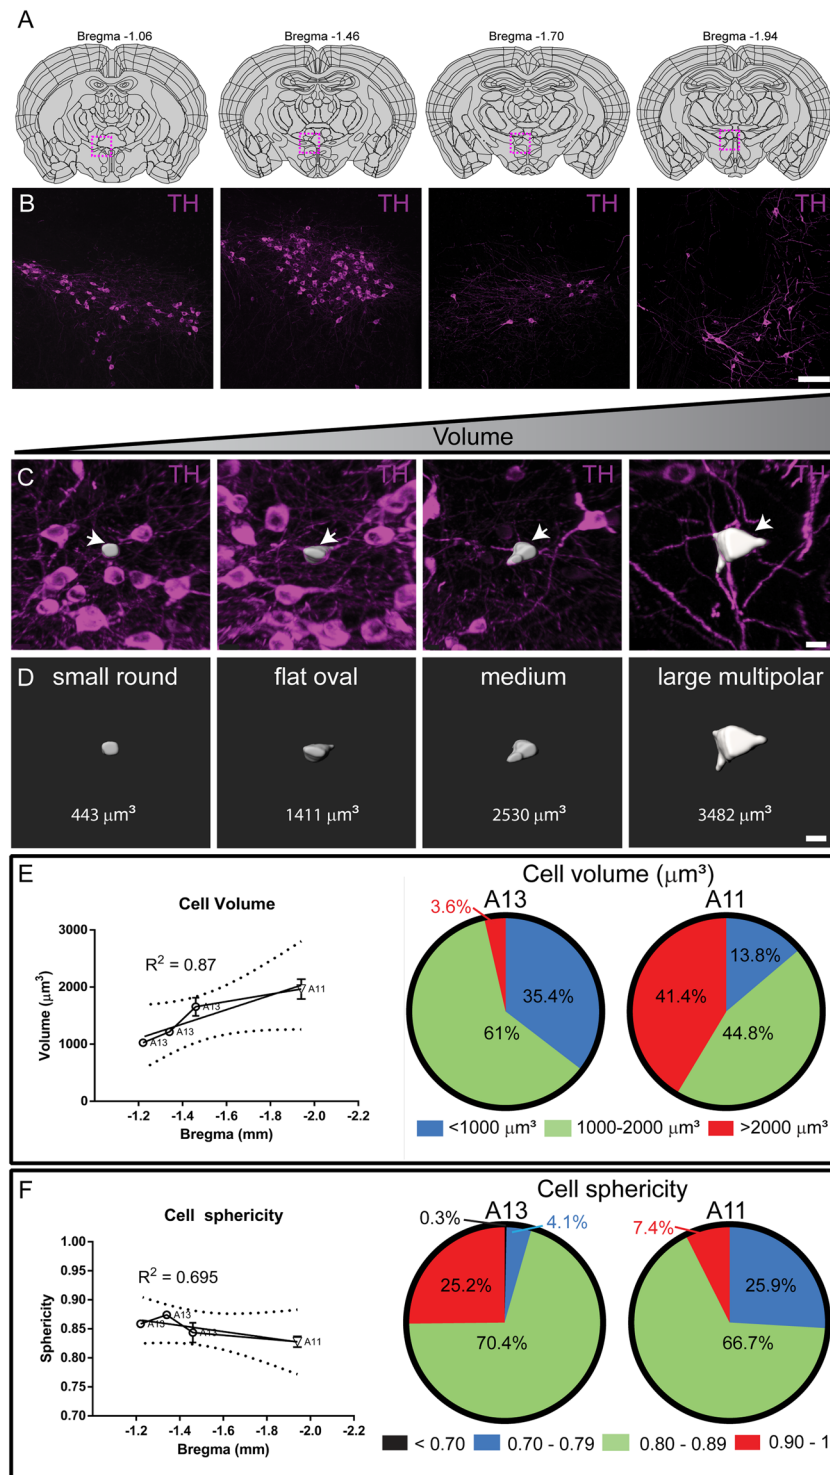 A
Bregma -1.06
Bregma -1.46
Bregma -1.70
Bregma -1.94
B
TH
TH
TH
TH
Volume
C
TH
TH
TH
TH
D
small round
flat oval
medium
large multipolar
443 µm³
1411 µm³
2530 µm³
3482 µm³
E
Cell Volume
3000
2000
1000
0
Volume (µm³)
R² = 0.87
A13
A13
A13
A11
-1.2
-1.4
-1.6
-1.8
-2.0
-2.2
Bregma (mm)
Cell volume (µm³)
A13
A11
3.6%
35.4%
61%
13.8%
41.4%
44.8%
<1000 µm³
1000-2000 µm³
>2000 µm³
F
Cell sphericity
1.00
0.95
0.90
0.85
0.80
0.75
0.70
Sphericity
R² = 0.695
A13
A13
A13
A11
-1.2
-1.4
-1.6
-1.8
-2.0
-2.2
Bregma (mm)
Cell sphericity
A13
A11
0.3%
4.1%
25.2%
70.4%
7.4%
25.9%
66.7%
< 0.70
0.70 - 0.79
0.80 - 0.89
0.90 - 1